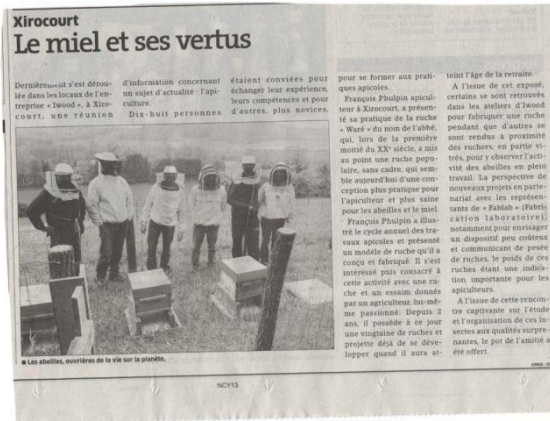 Xirocourt
Le miel et ses vertus
Dernièrement s'est dérou-
lée dans les locaux de l'en-
treprise « Iwood », à Xiro-
court, une réunion
d'information concernant
un sujet d'actualité : l'api-
culture.
Dix-huit personnes
étaient conviées pour
échanger leur expérience,
leurs compétences et pour
d'autres, plus novices,
pour se former aux prati-
ques apicoles.
François Phulpin apicul-
teur à Xirocourt, a présen-
té sa pratique de la ruche
« Waré » du nom de l'abbé,
qui, lors de la première
moitié du XXe siècle, a mis
au point une ruche popu-
laire, sans cadre, qui sem-
ble aujourd'hui d'une con-
ception plus pratique pour
l'apiculteur et plus saine
pour les abeilles et le miel.
François Phulpin a illus-
tré le cycle annuel des tra-
vaux apicoles et présenté
un modèle de ruche qu'il a
conçu et fabriqué. Il s'est
intéressé puis consacré à
cette activité avec une ru-
che et un essaim donnés
par un agriculteur lui-mê-
me passionné. Depuis 2
ans, il possède à ce jour
une vingtaine de ruches et
projette déjà de se déve-
lopper quand il aura at-
teint l'âge de la retraite.
A l'issue de cet exposé,
certains se sont retrouvés
dans les ateliers d'Iwood
pour fabriquer une ruche
pendant que d'autres se
sont rendus à proximité
des ruchers, en partie vi-
trés, pour y observer l'acti-
vité des abeilles en plein
travail. La perspective de
nouveaux projets en parte-
nariat avec les représen-
tants de « Fablab » (Fabri-
cation laboratoire),
notamment pour envisager
un dispositif peu coûteux
et communicant de pesée
de ruches, le poids de ces
ruches étant une indica-
tion importante pour les
apiculteurs.
A l'issue de cette rencon-
tre captivante sur l'étude
et l'organisation de ces in-
sectes aux qualités surpre-
nantes, le pot de l'amitié a
été offert.
■ Les abeilles, ouvrières de la vie sur la planète.
NCY13